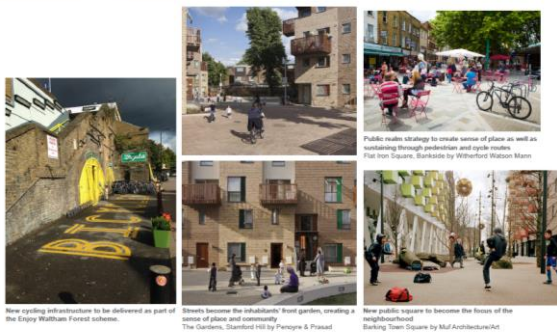 New cycling infrastructure to be delivered as part of
the Enjoy Waltham Forest scheme.
Streets become the inhabitants' front garden, creating a
sense of place and community
The Gardens, Stamford Hill by Penoyre & Prasad
Public realm strategy to create sense of place as well as
sustaining through pedestrian and cycle routes
Flat Iron Square, Bankside by Witherford Watson Mann
New public square to become the focus of the
neighbourhood
Barking Town Square by Muf Architecture/Art